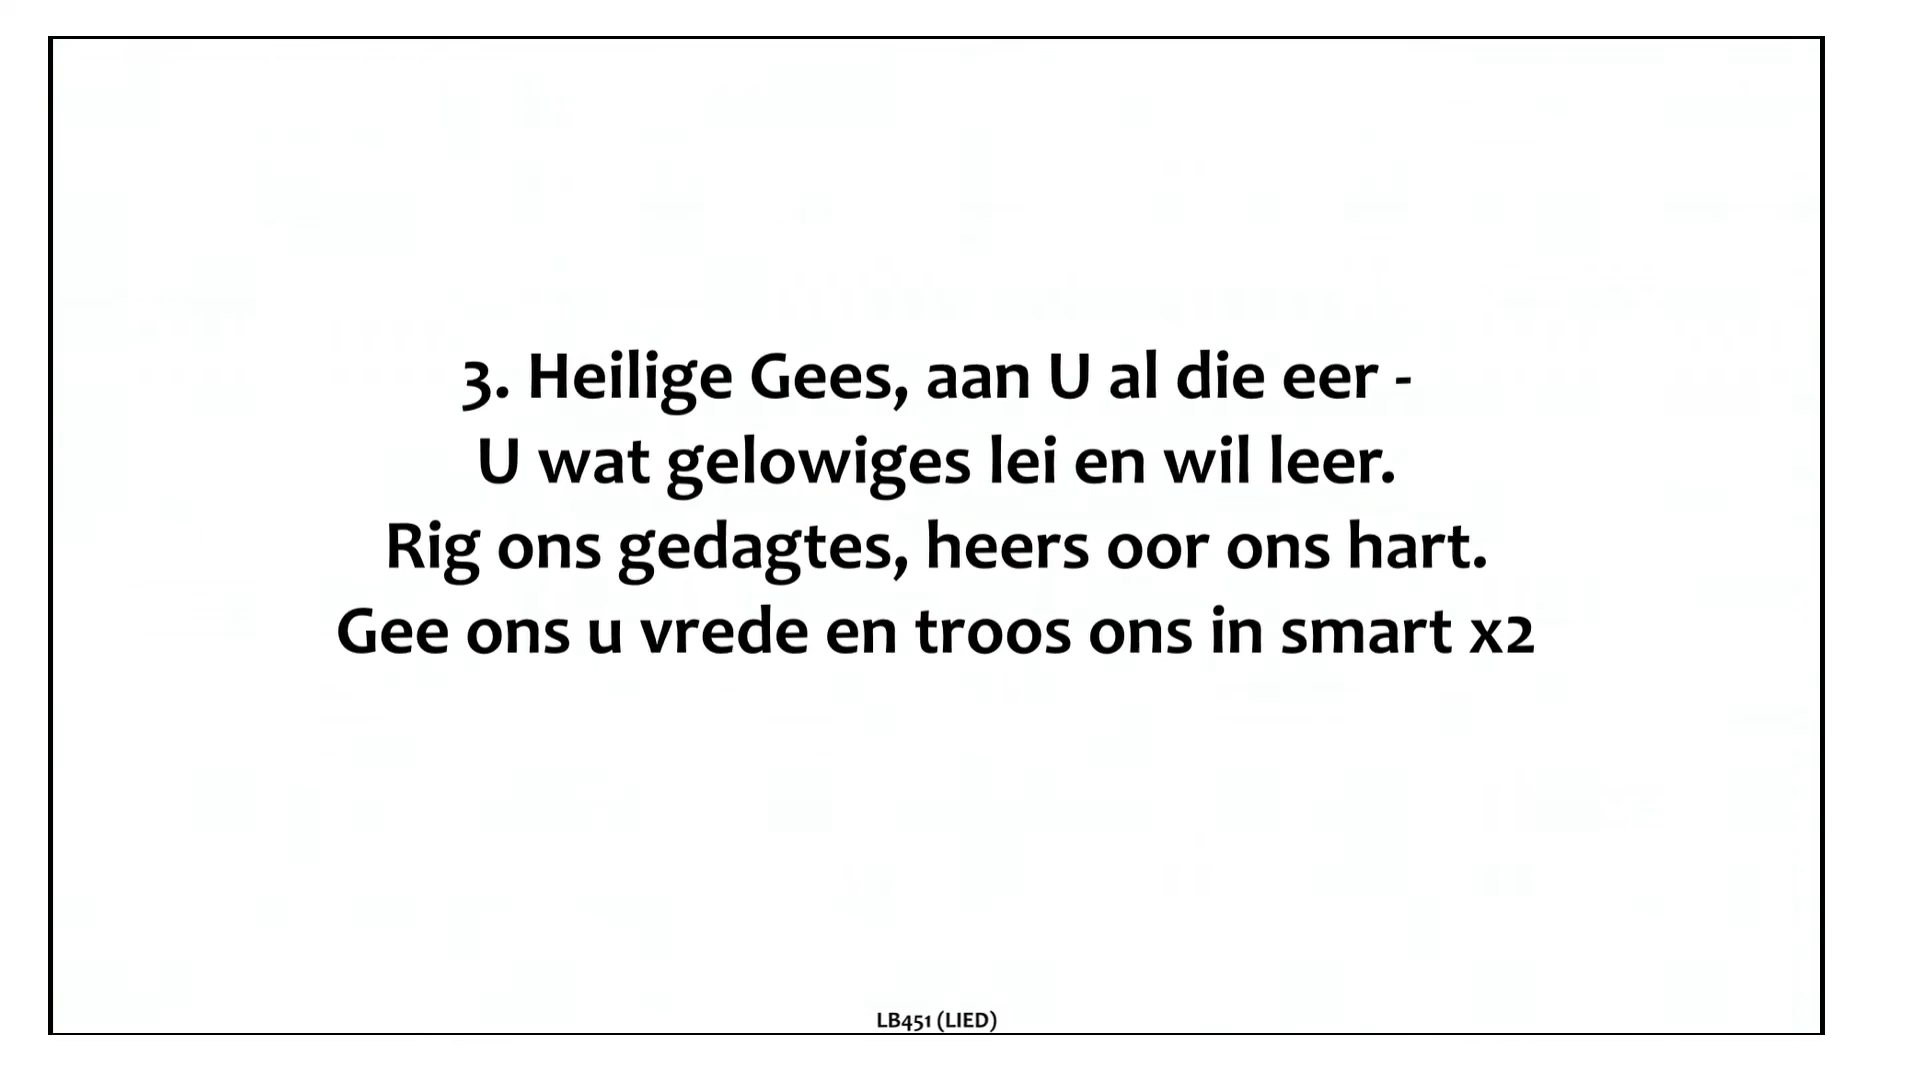 3. Heilige Gees, aan U al die eer -
U wat gelowiges lei en wil leer.
Rig ons gedagtes, heers oor ons hart.
Gee ons u vrede en troos ons in smart x2
LB451 (LIED)